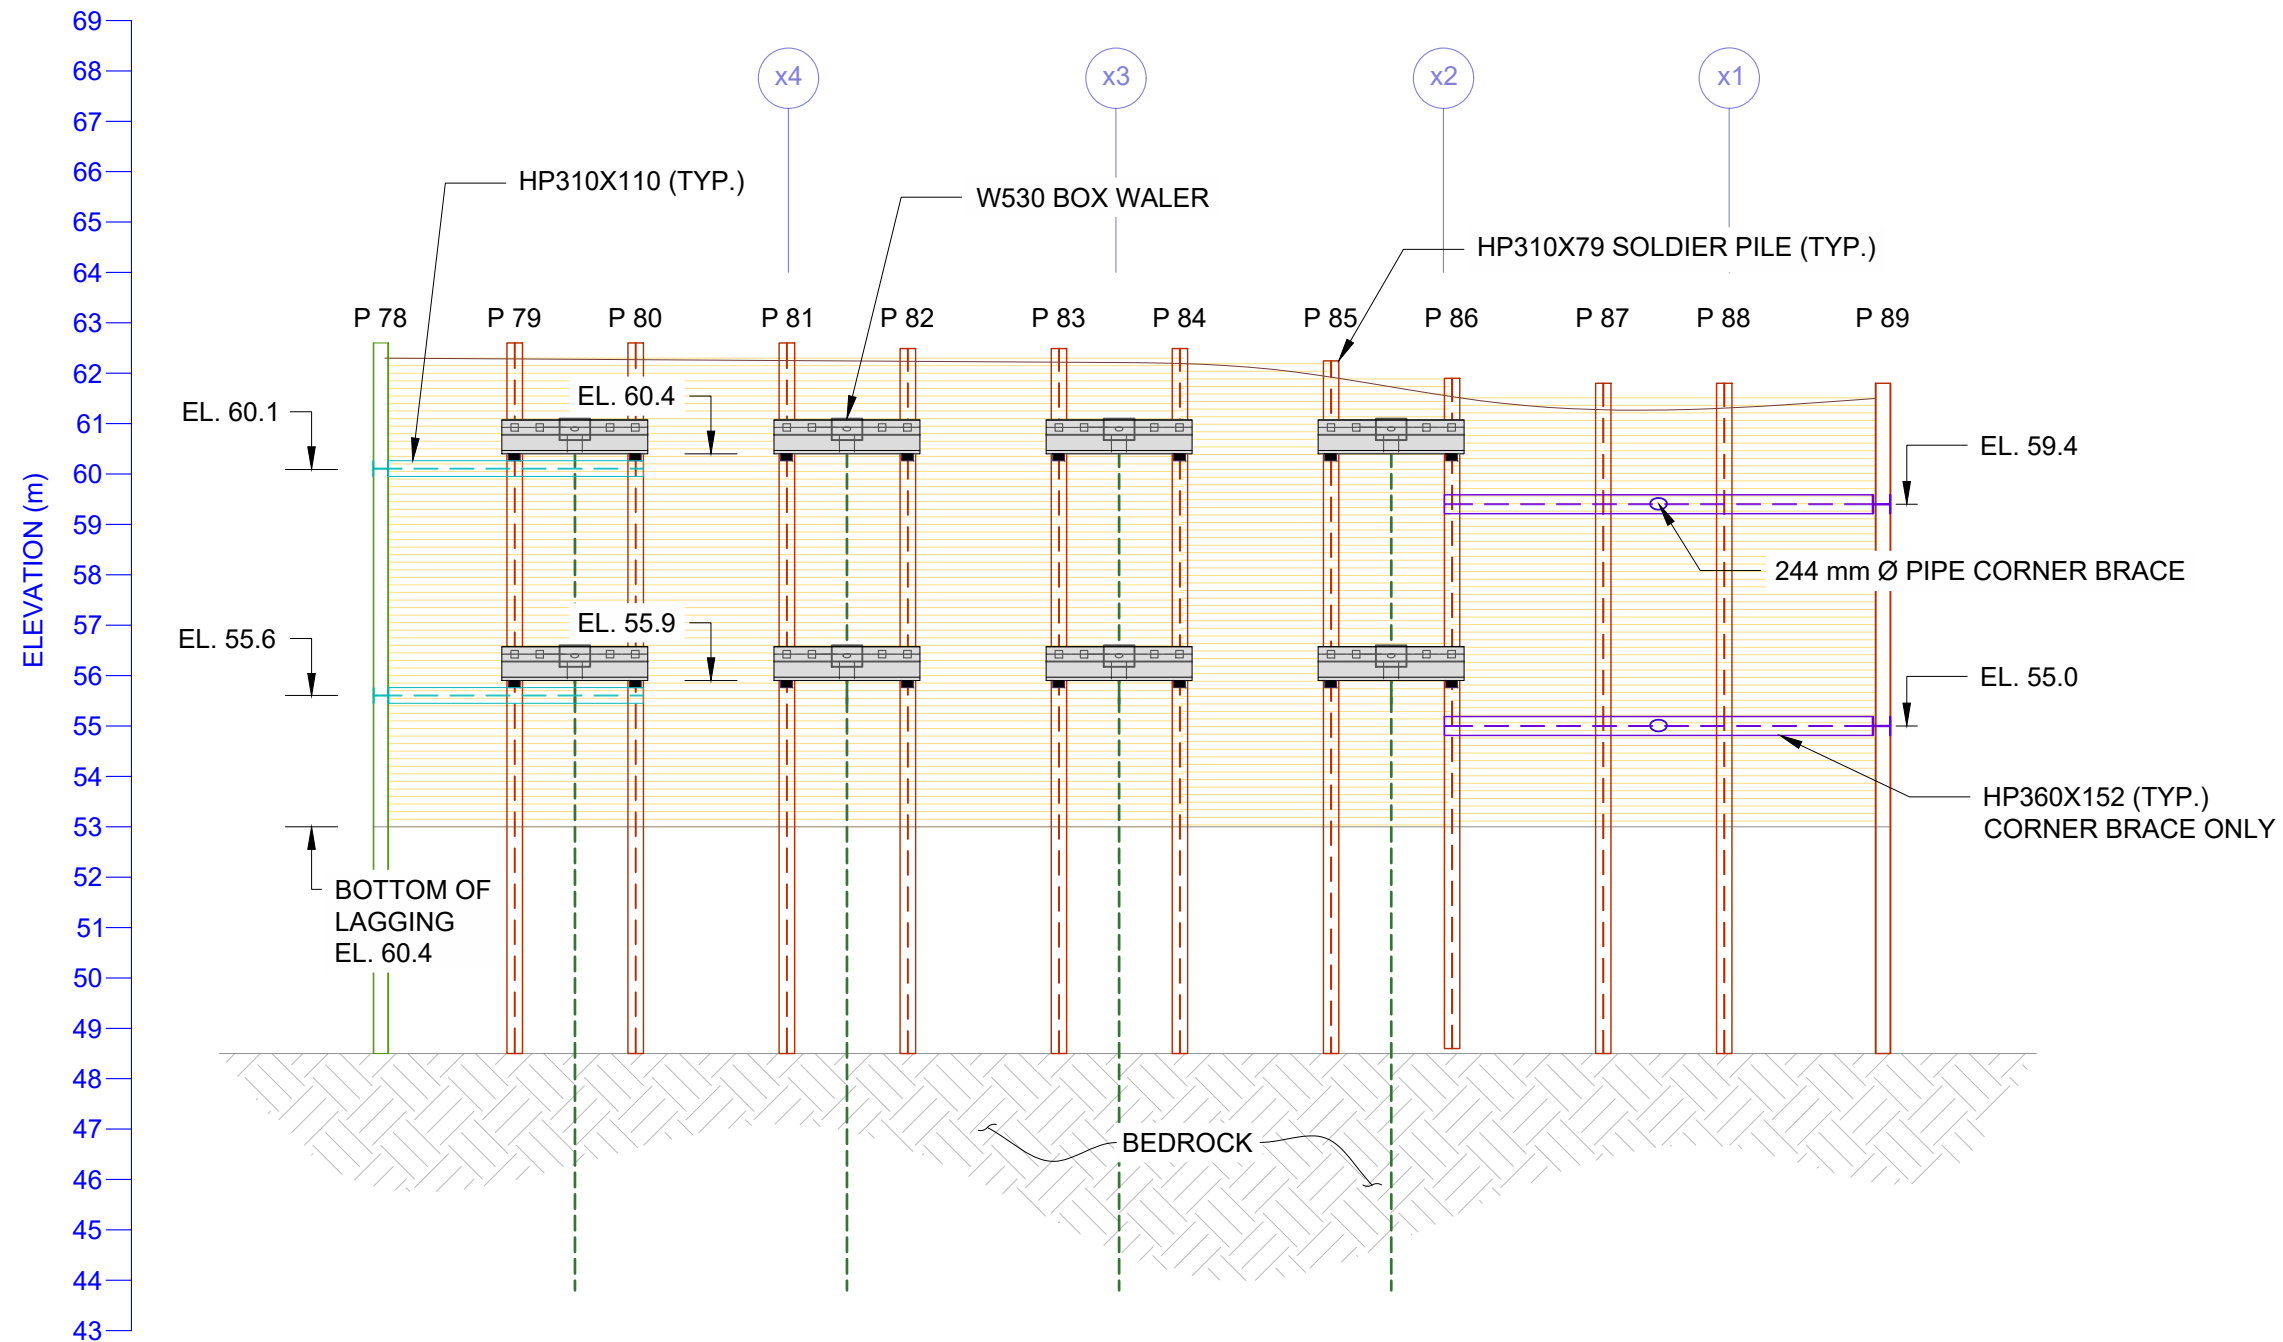 69
68
67
66
65
64
63
62
61
60
59
58
57
56
55
54
53
52
51
50
49
48
47
46
45
44
43
ELEVATION (m)
x4
x3
x2
x1
HP310X110 (TYP.)
W530 BOX WALER
HP310X79 SOLDIER PILE (TYP.)
P 78
P 79
P 80
P 81
P 82
P 83
P 84
P 85
P 86
P 87
P 88
P 89
EL. 60.1
EL. 60.4
EL. 59.4
244 mm Ø PIPE CORNER BRACE
EL. 55.6
EL. 55.9
EL. 55.0
HP360X152 (TYP.)
CORNER BRACE ONLY
BOTTOM OF
LAGGING
EL. 60.4
BEDROCK